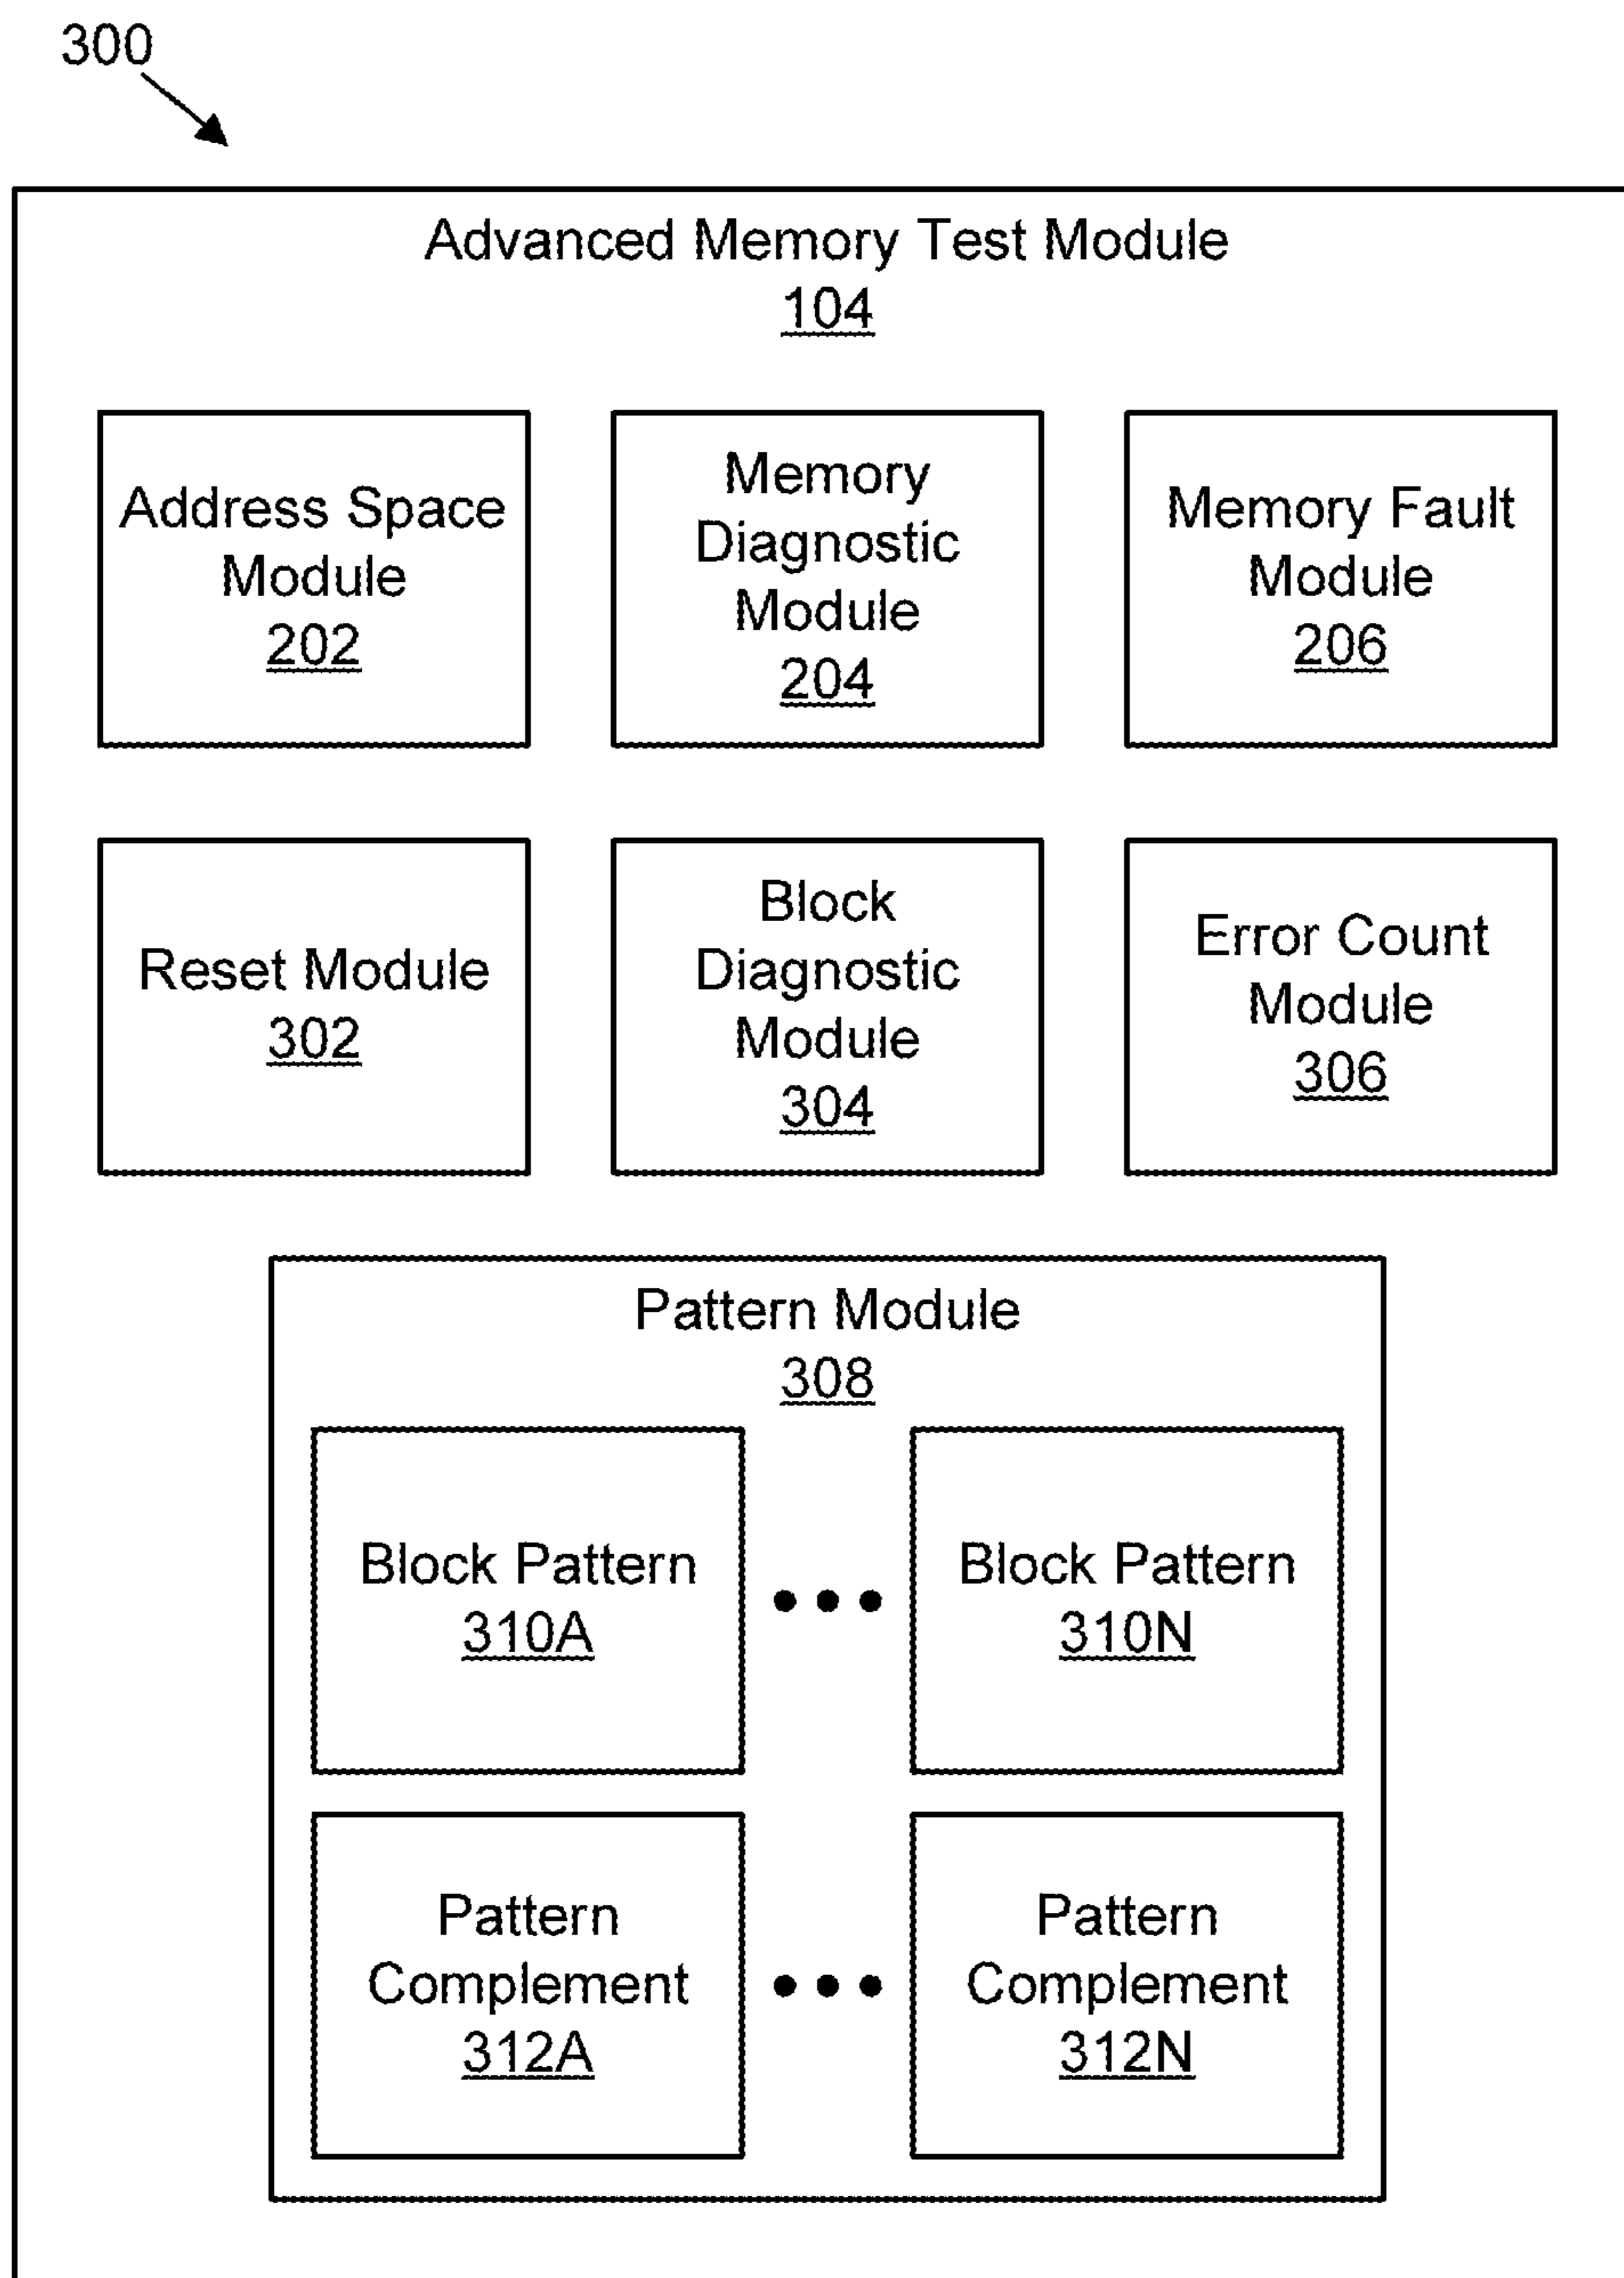 300
Advanced Memory Test Module
104
Address Space
Module
202
Memory
Diagnostic
Module
204
Memory Fault
Module
206
Reset Module
302
Block
Diagnostic
Module
304
Error Count
Module
306
Pattern Module
308
Block Pattern
310A
Block Pattern
310N
Pattern
Complement
312A
Pattern
Complement
312N